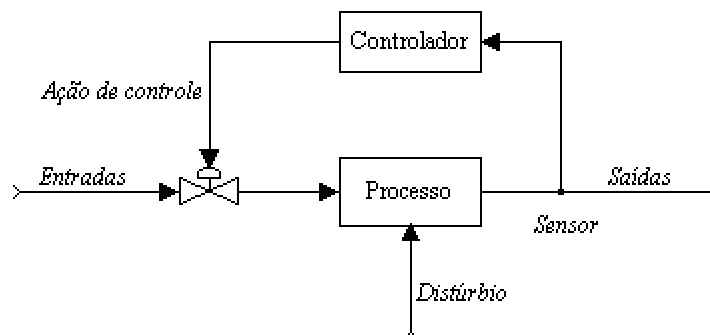 Controlador
Ação de controle
Entradas
Processo
Saídas
Sensor
Distúrbio